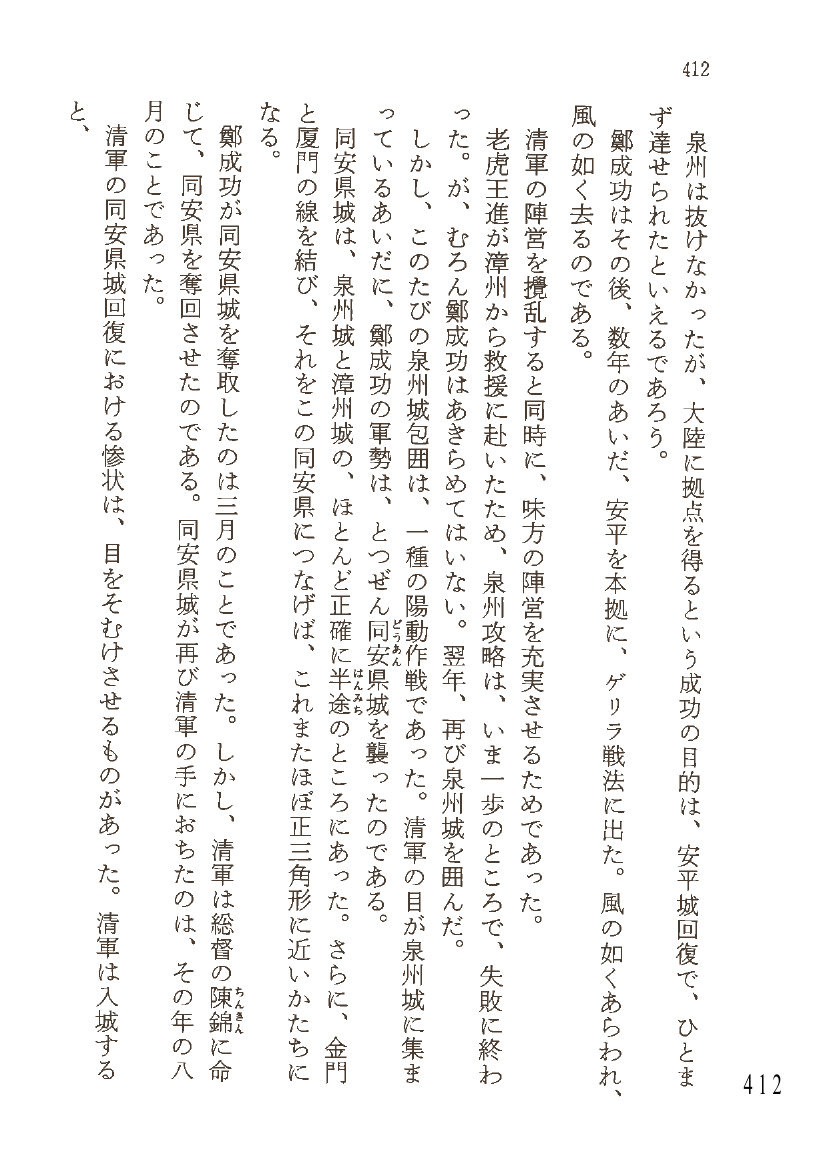 412
泉州は抜けなかったが、大陸に拠点を得るという成功の目的は、安平城回復で、ひとま
ず達せられたといえるであろう。
鄭成功はその後、数年のあいだ、安平を本拠に、ゲリラ戦法に出た。風の如くあらわれ、
風の如く去るのである。
清軍の陣営を攪乱すると同時に、味方の陣営を充実させるためであった。
老虎王進が漳州から救援に赴いたため、泉州攻略は、いま一歩のところで、失敗に終わ
った。が、むろん鄭成功はあきらめてはいない。翌年、再び泉州城を囲んだ。
しかし、このたびの泉州城包囲は、一種の陽動作戦であった。清軍の目が泉州城に集ま
っているあいだに、鄭成功の軍勢は、とつぜん同安県城を襲ったのである。
どうあん
同安県城は、泉州城と漳州城の、ほとんど正確に半途のところにあった。さらに、金門
はんみち
と厦門の線を結び、それをこの同安県につなげば、これまたほぼ正三角形に近いかたちに
なる。
鄭成功が同安県城を奪取したのは三月のことであった。しかし、清軍は総督の陳錦に命
ちんきん
じて、同安県を奪回させたのである。同安県城が再び清軍の手におちたのは、その年の八
月のことであった。
清軍の同安県城回復における惨状は、目をそむけさせるものがあった。清軍は入城する
と、
412